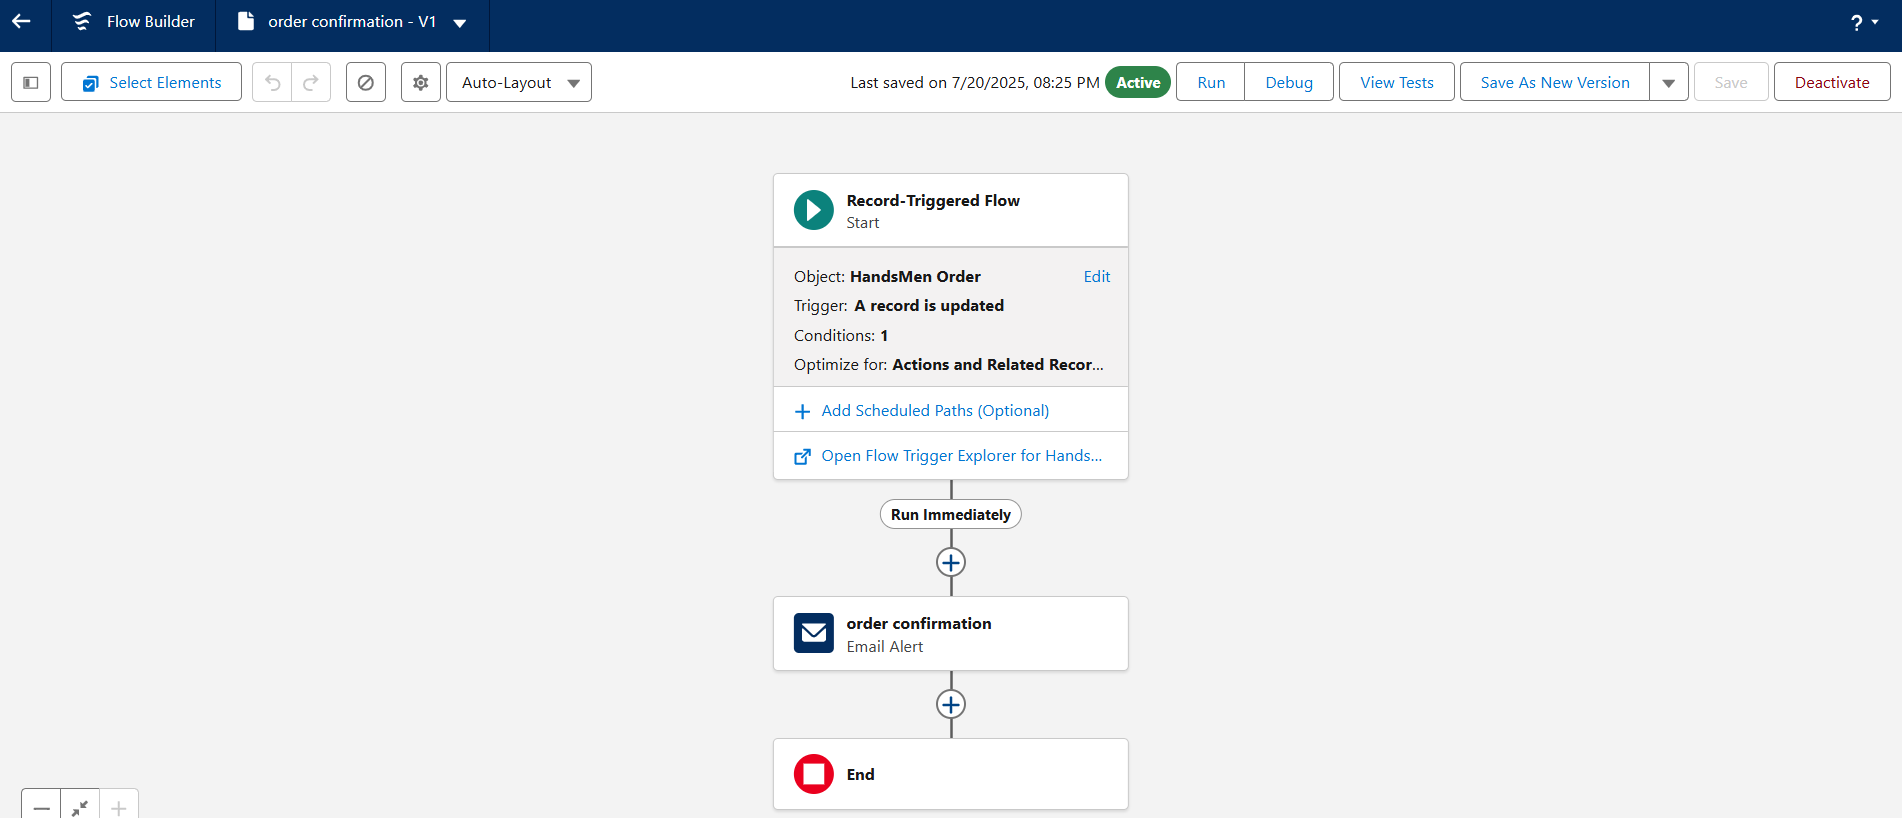 Flow Builder
order confirmation - V1
?
Select Elements
Auto-Layout
Last saved on 7/20/2025, 08:25 PM
Active
Run
Debug
View Tests
Save As New Version
Save
Deactivate
Record-Triggered Flow
Start
Object: HandsMen Order
Edit
Trigger: A record is updated
Conditions: 1
Optimize for: Actions and Related Recor...
Add Scheduled Paths (Optional)
Open Flow Trigger Explorer for Hands...
Run Immediately
order confirmation
Email Alert
End